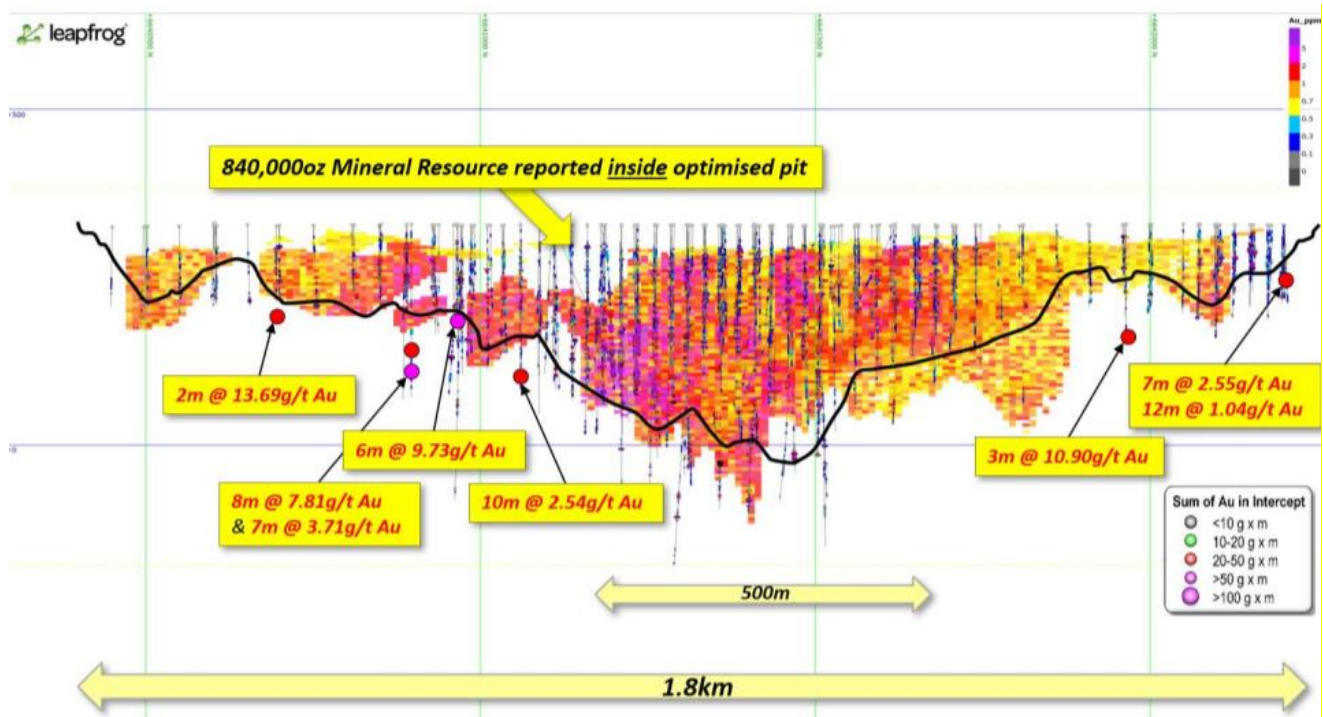 leapfrog
Au_ppm
5
2
1
0.7
0.5
0.3
0.1
0
840,000oz Mineral Resource reported inside optimised pit
2m @ 13.69g/t Au
6m @ 9.73g/t Au
8m @ 7.81g/t Au
& 7m @ 3.71g/t Au
10m @ 2.54g/t Au
3m @ 10.90g/t Au
7m @ 2.55g/t Au
12m @ 1.04g/t Au
Sum of Au in Intercept
<10 g x m
10-20 g x m
20-50 g x m
>50 g x m
>100 g x m
500m
1.8km